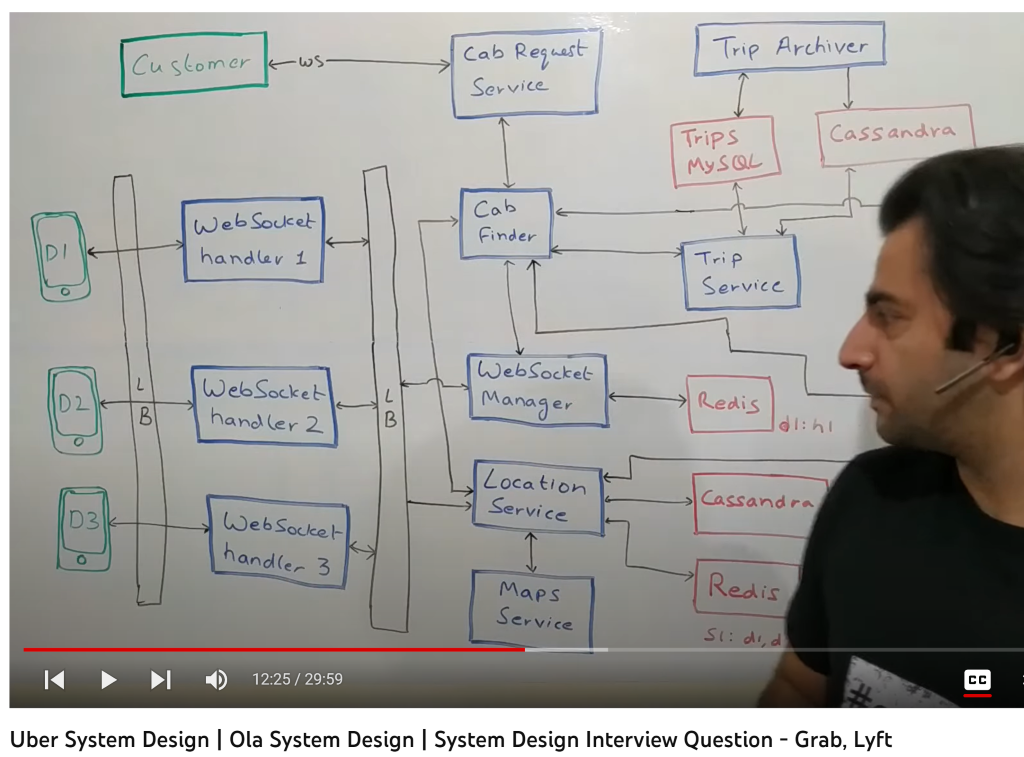 Customer
WS
Cab Request
Service
Trip Archiver
Trips
MySQL
Cassandra
D1
WebSocket
handler 1
Cab
Finder
Trip
Service
D2
L
B
WebSocket
handler 2
L
B
WebSocket
Manager
Redis
d1:h1
D3
WebSocket
handler 3
Location
Service
Cassandra
Maps
Service
Redis
S1: d1,d
12:25 / 29:59
CC
#
Uber System Design | Ola System Design | System Design Interview Question - Grab, Lyft